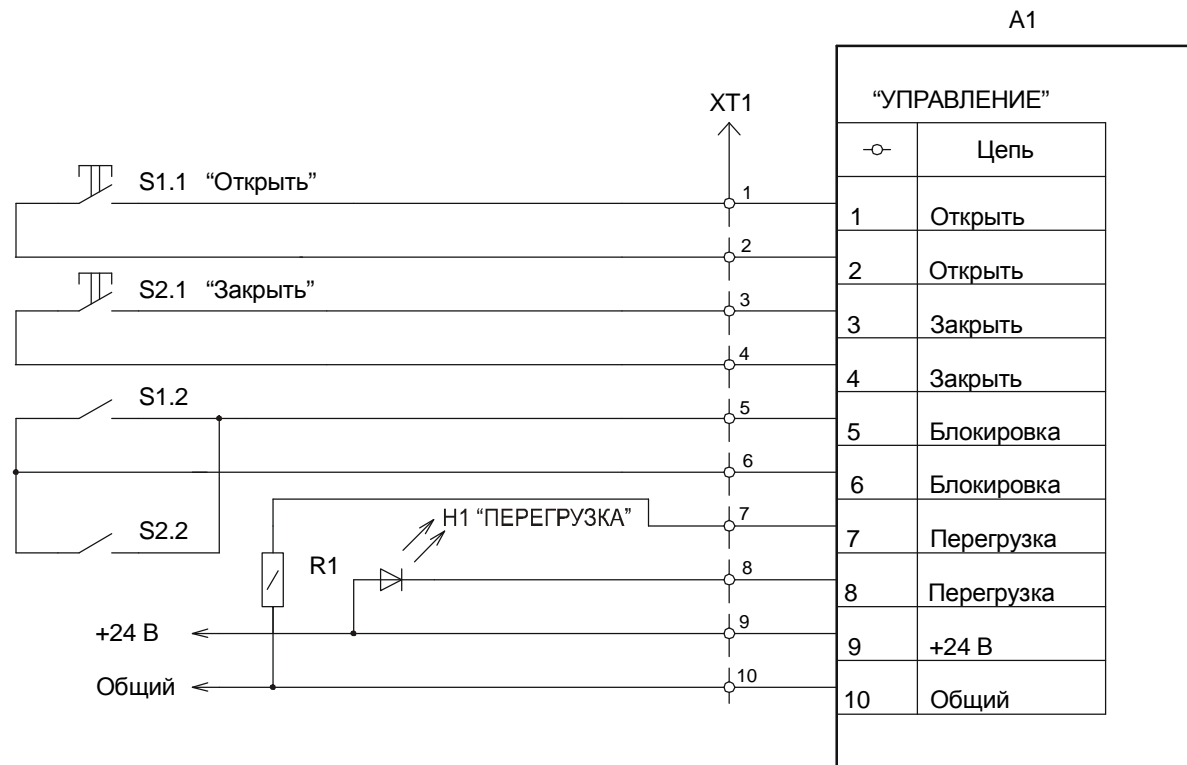 A1
XT1
“УПРАВЛЕНИЕ”
Цепь
S1.1 “Открыть”
1
1 Открыть
2
2 Открыть
S2.1 “Закрыть”
3
3 Закрыть
4
4 Закрыть
S1.2
5
5 Блокировка
6
6 Блокировка
S2.2
H1 “ПЕРЕГРУЗКА”
7
7 Перегрузка
R1
8
8 Перегрузка
+24 В
9
9 +24 В
Общий
10
10 Общий